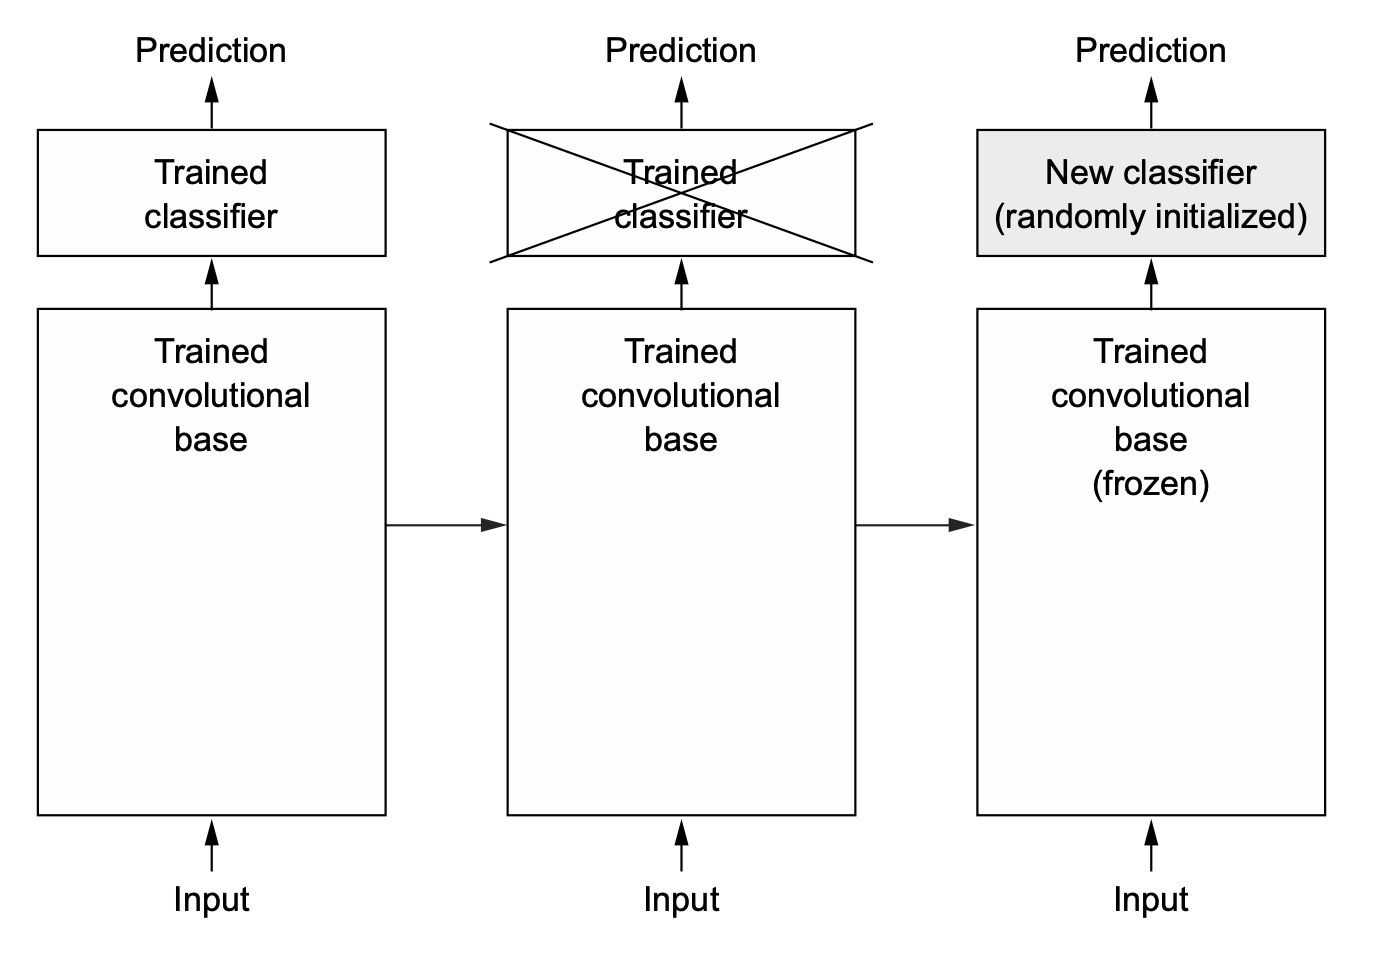 Prediction
Trained
classifier
Trained
convolutional
base
Input
Prediction
Trained
classifier
Trained
convolutional
base
Input
Prediction
New classifier
(randomly initialized)
Trained
convolutional
base
(frozen)
Input